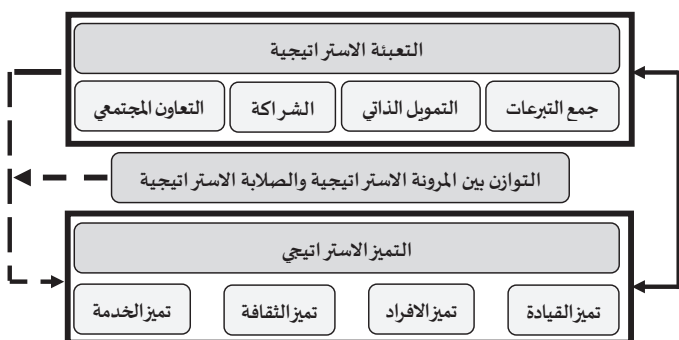 التعبئة الاستراتيجية
جمع التبرعات
التمويل الذاتي
الشراكة
التعاون المجتمعي
التوازن بين المرونة الاستراتيجية والصلابة الاستراتيجية
التميز الاستراتيجي
تميز القيادة
تميز الافراد
تميز الثقافة
تميز الخدمة